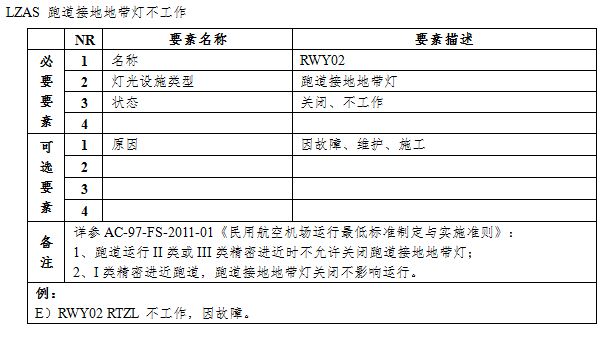 LZAS 跑道接地地带灯不工作
NR 要素名称 要素描述
必要要素
1 名称 RWY02
2 灯光设施类型 跑道接地地带灯
3 状态 关闭、不工作
4
可选要素
1 原因 因故障、维护、施工
2
3
4
备注
详参 AC-97-FS-2011-01《民用航空机场运行最低标准制定与实施准则》:
1、跑道运行 II 类或 III 类精密进近时不允许关闭跑道接地地带灯;
2、I 类精密进近跑道，跑道接地地带灯关闭不影响运行。
例:
E）RWY02 RTZL 不工作，因故障。